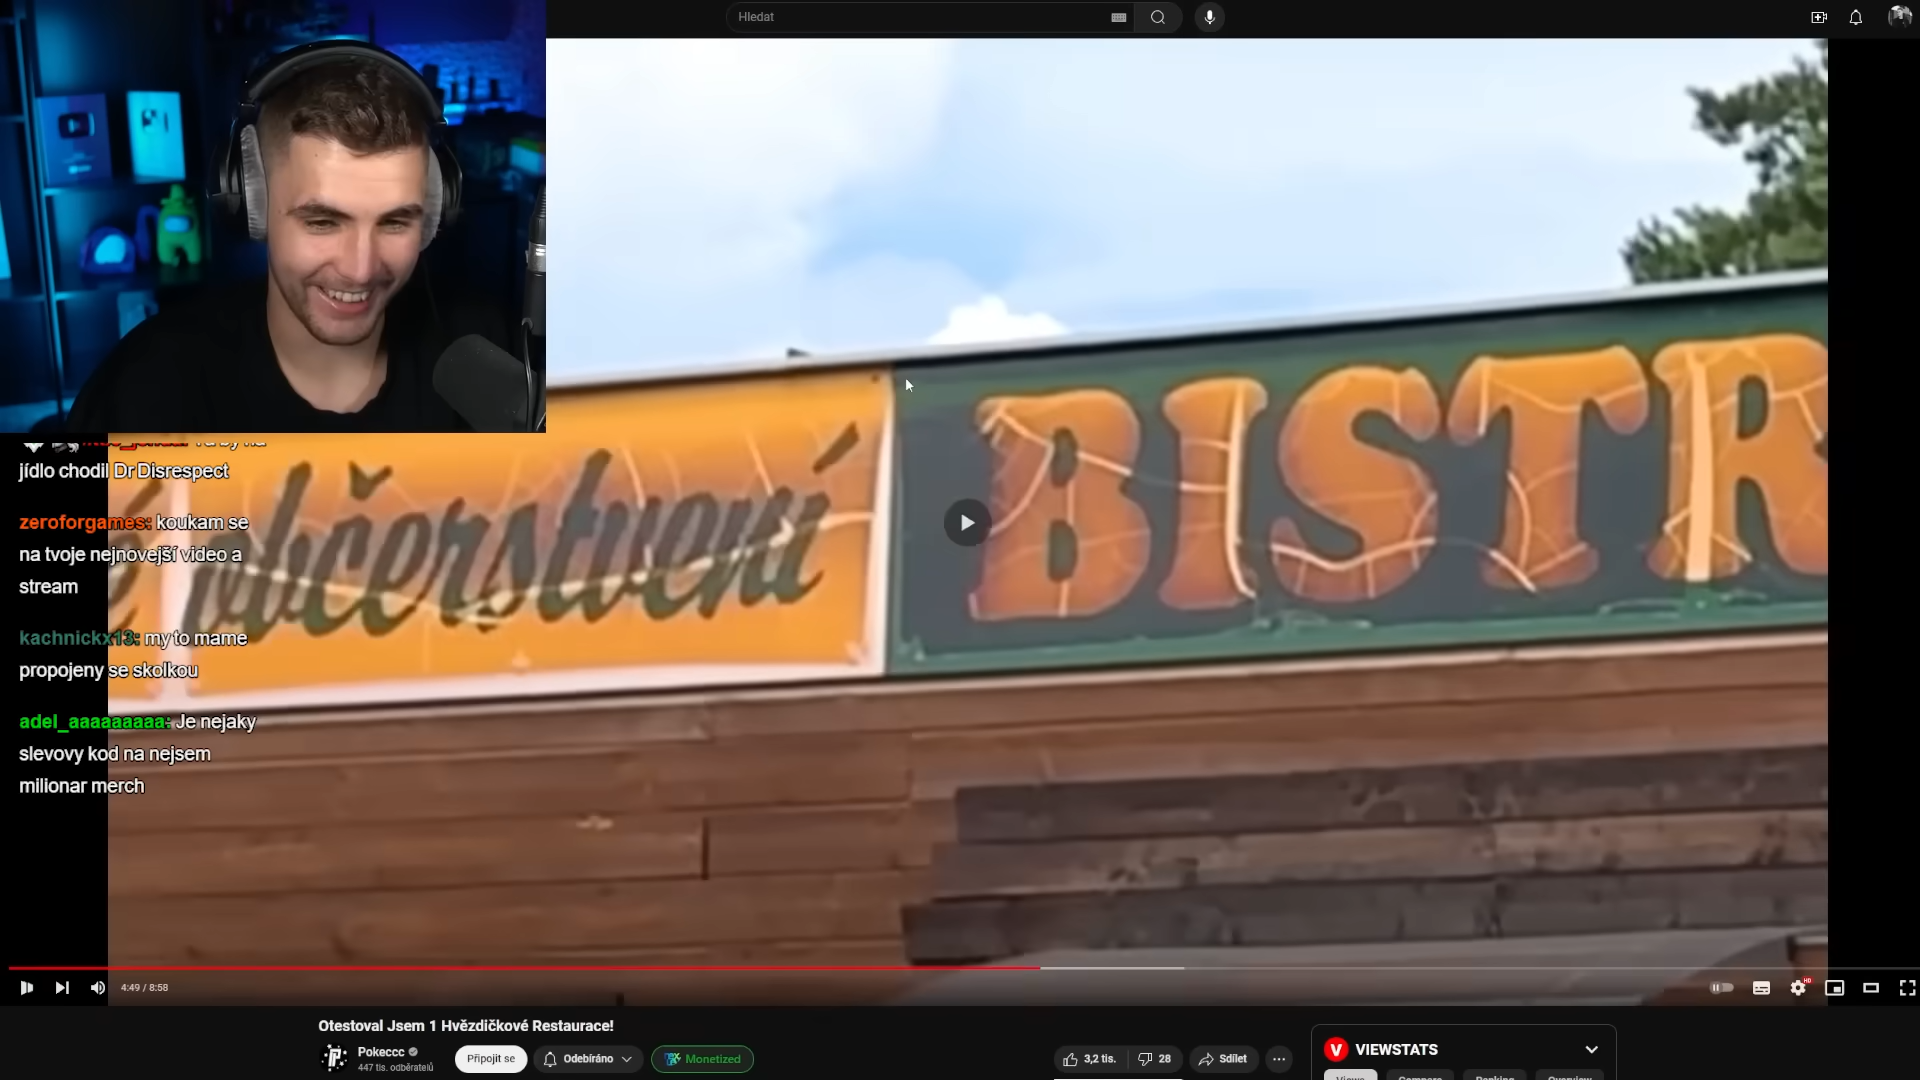 Hledat
jídlo chodil Dr Disrespect
zeroforgames: koukam se
na tvoje nejnovejší video a
stream
kachnickx13: my to mame
propojeny se skolkou
adel_aaaaaaaaa: Je nejaky
slevovy kod na nejsem
milionar merch
občerstvení
BISTR
4:49 / 8:58
HD
Otestoval Jsem 1 Hvězdičkové Restaurace!
Pokeccc
447 tis. odběratelů
Připojit se
Odebíráno
Monetized
3,2 tis.
28
Sdílet
VIEWSTATS